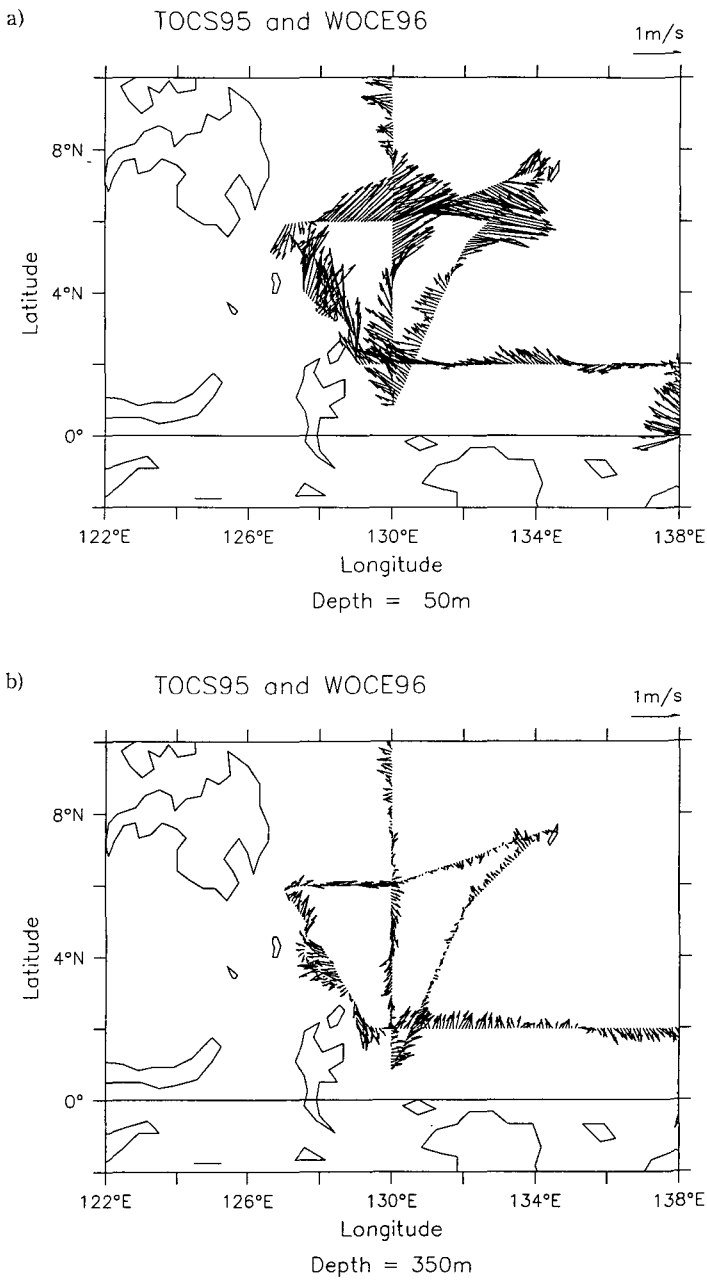 a)
TOCS95 and WOCE96
1m/s
8°N
4°N
0°
Latitude
122°E 126°E 130°E 134°E 138°E
Longitude
Depth = 50m
b)
TOCS95 and WOCE96
1m/s
8°N
4°N
0°
Latitude
122°E 126°E 130°E 134°E 138°E
Longitude
Depth = 350m